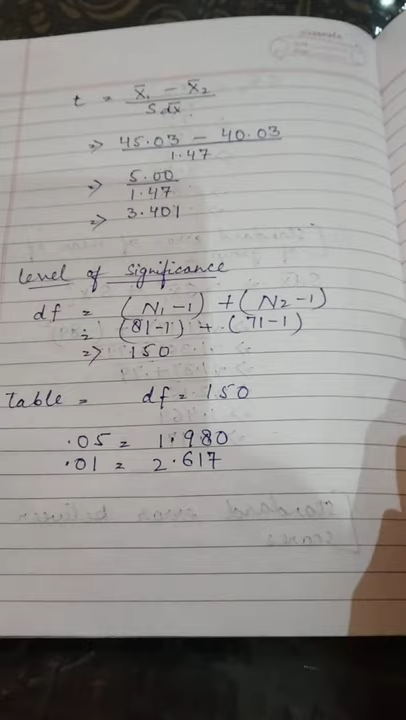 t = X̄₁ - X̄₂ / S.dx̄
=> 45.03 - 40.03 / 1.47
=> 5.00 / 1.47
=> 3.401
Level of significance
df = (N₁-1) + (N₂-1)
= (81-1) + (71-1)
=> 150
Table = df = 150
.05 = 1.980
.01 = 2.617